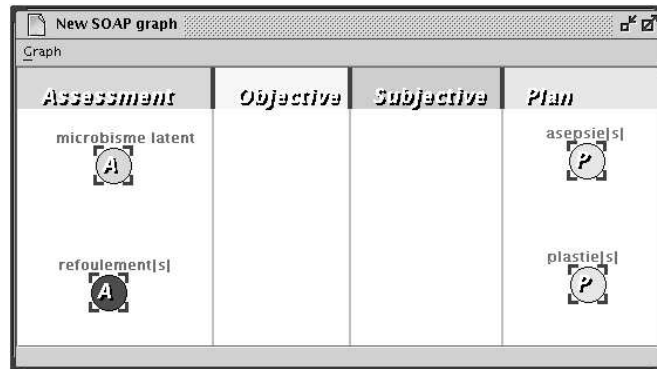 New SOAP graph
Graph
Assessment Objective Subjective Plan
microbisme latent asepsie|s|
A P
refoulement|s| plastie|s|
A P